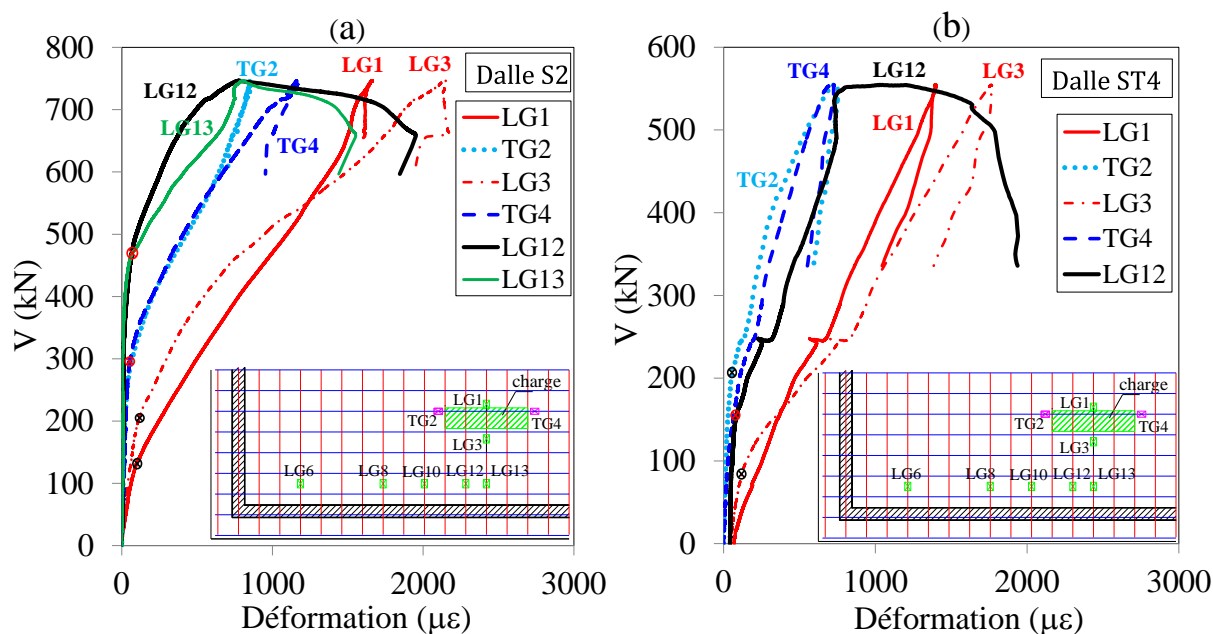 (a)
800
700
600
500
400
300
200
100
0
V (kN)
0 1000 2000 3000
Déformation (με)
LG12
LG13
TG2
TG4
LG1
LG3
Dalle S2
LG1
TG2
LG3
TG4
LG12
LG13
charge
LG1
TG2
TG4
LG3
LG6 LG8 LG10 LG12 LG13
(b)
600
500
400
300
200
100
0
V (kN)
0 1000 2000 3000
Déformation (με)
TG4
LG12
LG3
LG1
TG2
Dalle ST4
LG1
TG2
LG3
TG4
LG12
charge
LG1
TG2
TG4
LG3
LG6 LG8 LG10 LG12 LG13